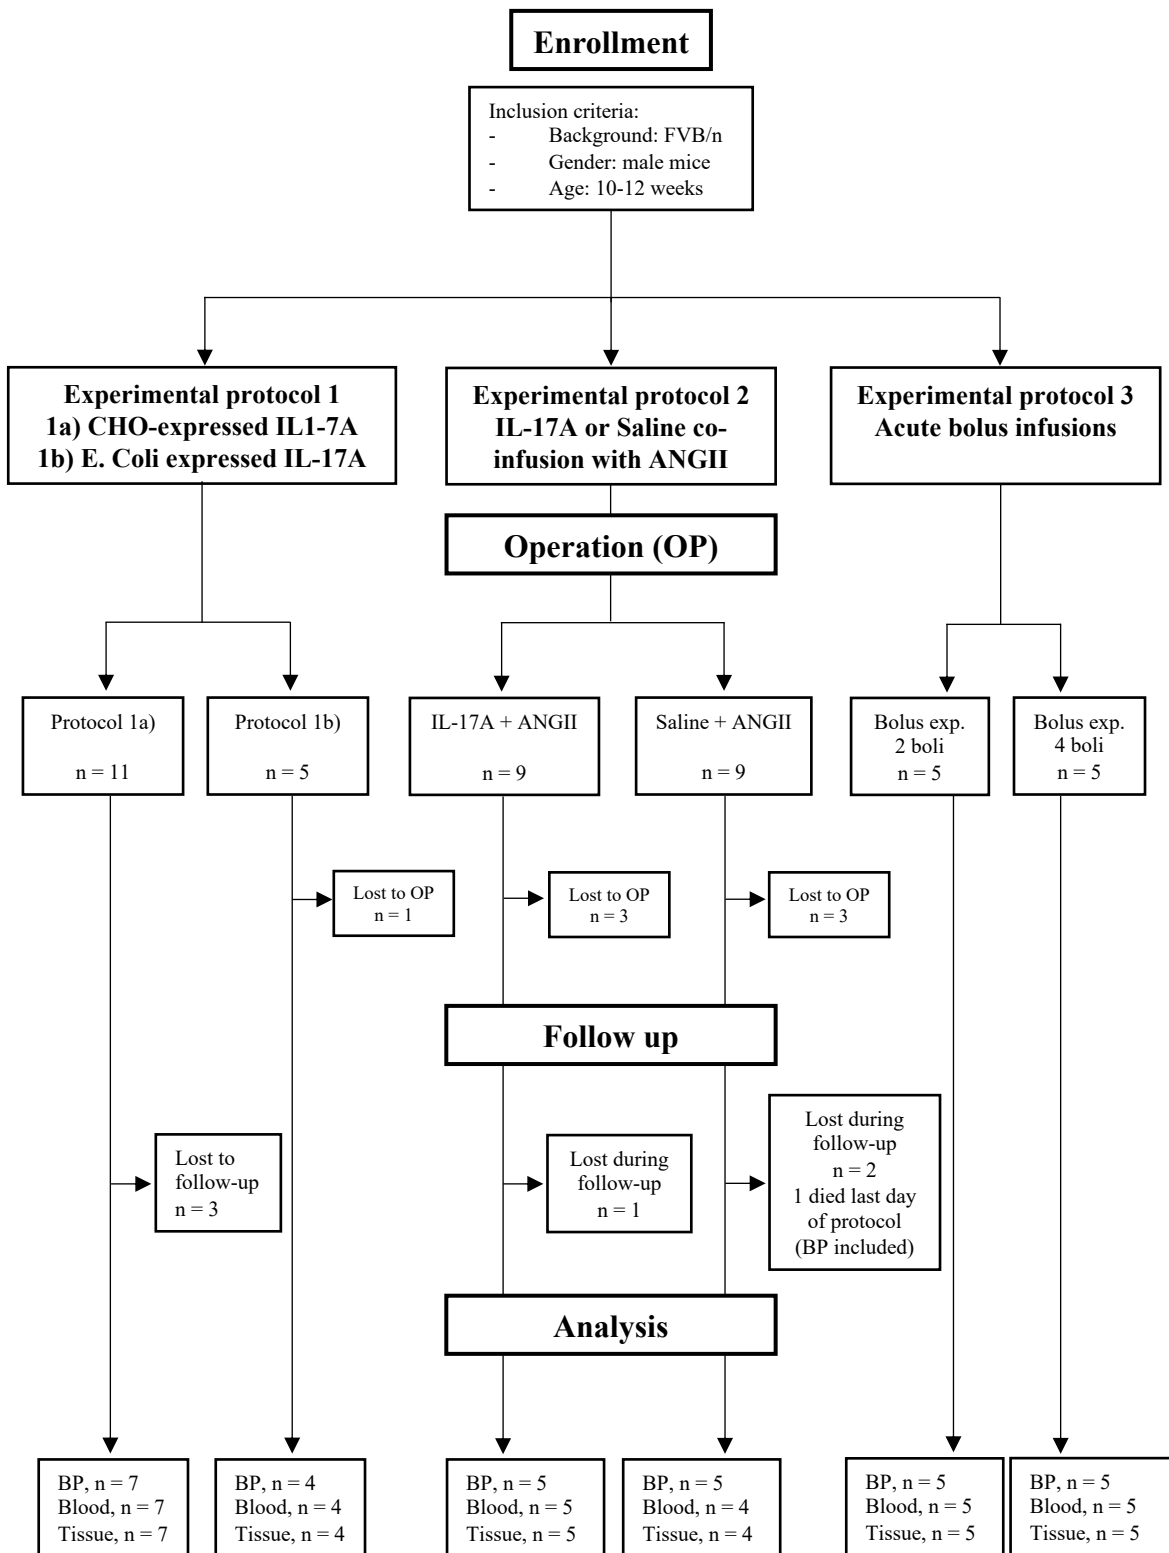 Enrollment
Inclusion criteria:
- Background: FVB/n
- Gender: male mice
- Age: 10-12 weeks
Experimental protocol 1
1a) CHO-expressed IL1-7A
1b) E. Coli expressed IL-17A
Experimental protocol 2
IL-17A or Saline co-
infusion with ANGII
Experimental protocol 3
Acute bolus infusions
Operation (OP)
Protocol 1a)
n = 11
Protocol 1b)
n = 5
IL-17A + ANGII
n = 9
Saline + ANGII
n = 9
Bolus exp.
2 boli
n = 5
Bolus exp.
4 boli
n = 5
Lost to OP
n = 1
Lost to OP
n = 3
Lost to OP
n = 3
Follow up
Lost to
follow-up
n = 3
Lost during
follow-up
n = 1
Lost during
follow-up
n = 2
1 died last day
of protocol
(BP included)
Analysis
BP, n = 7
Blood, n = 7
Tissue, n = 7
BP, n = 4
Blood, n = 4
Tissue, n = 4
BP, n = 5
Blood, n = 5
Tissue, n = 5
BP, n = 5
Blood, n = 4
Tissue, n = 4
BP, n = 5
Blood, n = 5
Tissue, n = 5
BP, n = 5
Blood, n = 5
Tissue, n = 5